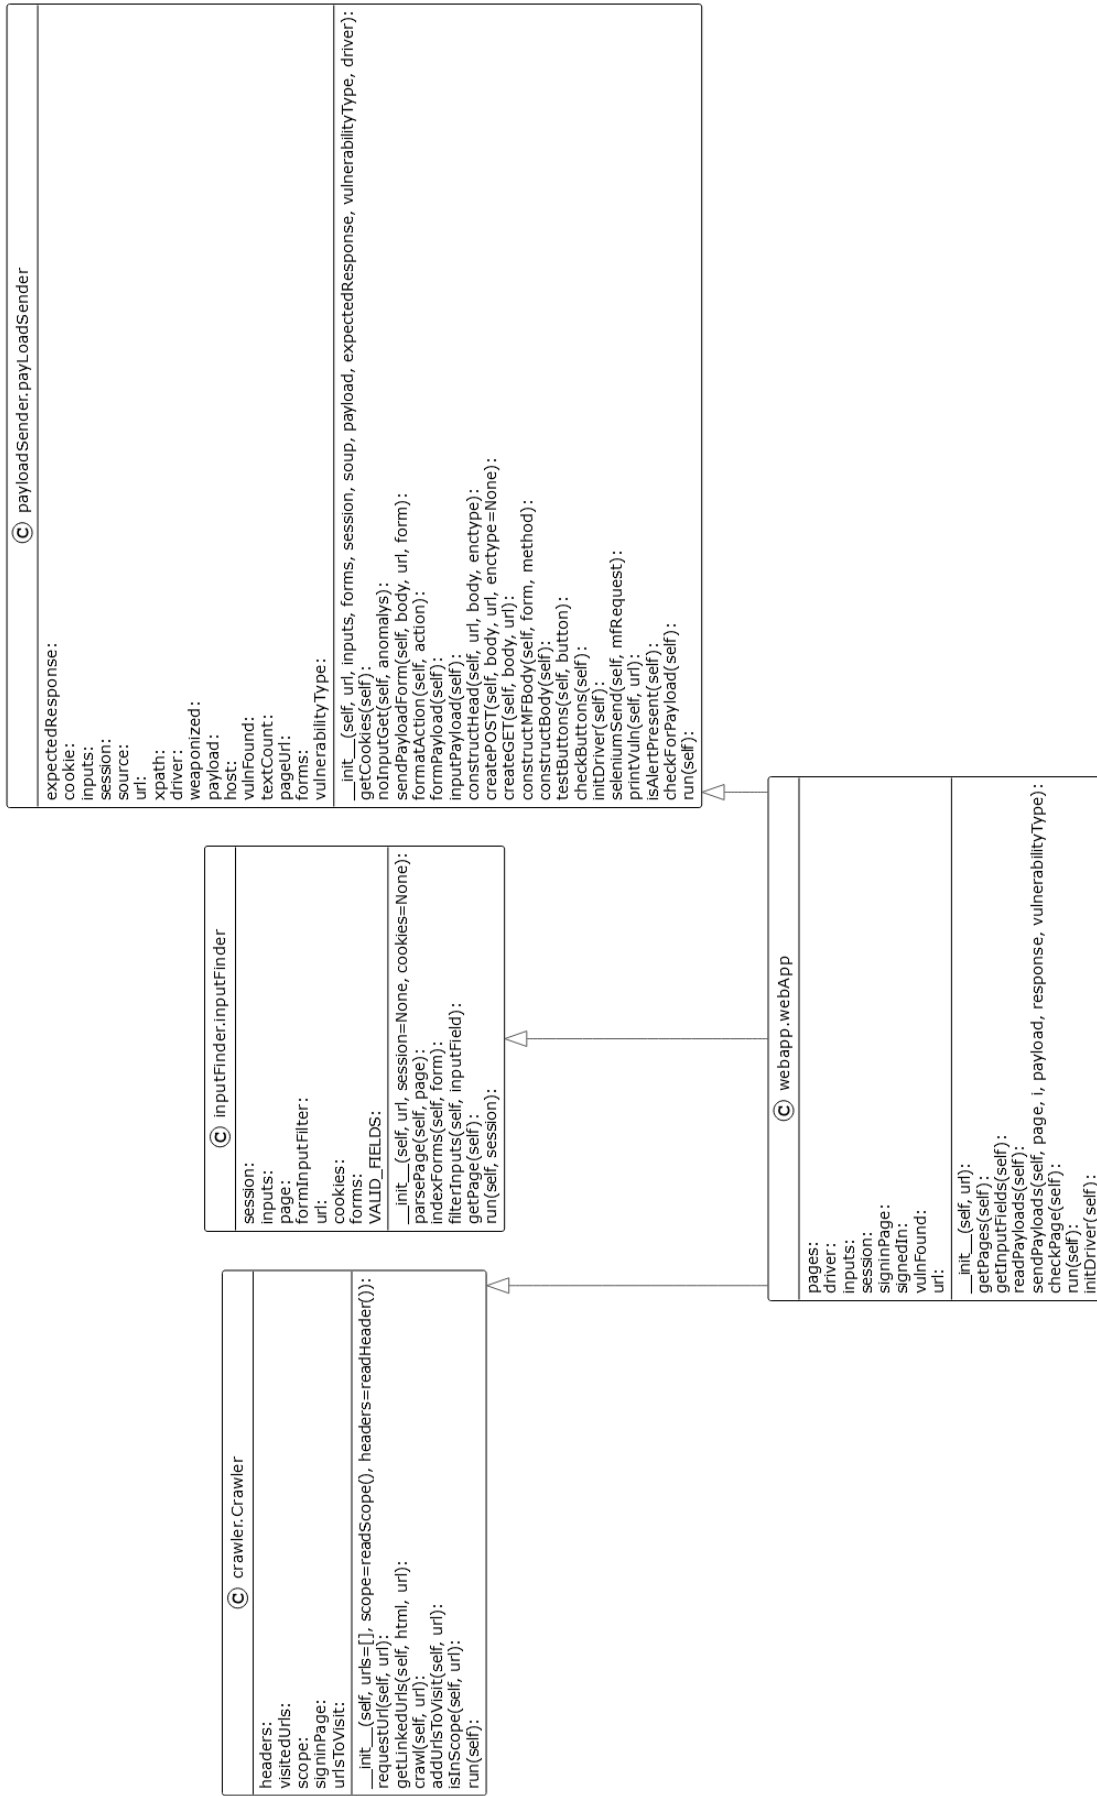 C crawler.Crawler
headers:
visitedUrls:
scope:
signinPage:
urlsToVisit:
__init__(self, urls=[], scope=readScope(), headers=readHeader()):
requestUrl(self, url):
getLinkedUrls(self, html, url):
crawl(self, url):
addUrlsToVisit(self, url):
isInScope(self, url):
run(self):
C inputFinder.inputFinder
session:
inputs:
page:
formInputFilter:
url:
cookies:
forms:
VALID_FIELDS:
__init__(self, url, session=None, cookies=None):
parsePage(self, page):
indexForms(self, form):
filterInputs(self, inputField):
getPage(self):
run(self, session):
C payloadSender.payLoadSender
expectedResponse:
cookie:
inputs:
session:
source:
url:
xpath:
driver:
weaponized:
payload:
host:
vulnFound:
textCount:
pageUrl:
forms:
vulnerabilityType:
__init__(self, url, inputs, forms, session, soup, payload, expectedResponse, vulnerabilityType, driver):
getCookies(self):
noInputGet(self, anomalys):
sendPayloadForm(self, body, url, form):
formatAction(self, action):
formPayload(self):
inputPayload(self):
constructHead(self, url, body, enctype):
createPOST(self, body, url, enctype=None):
createGET(self, body, url):
constructMFBody(self, form, method):
constructBody(self):
testButtons(self, button):
checkButtons(self):
initDriver(self):
seleniumSend(self, mfRequest):
printVuln(self, url):
isAlertPresent(self):
checkForPayload(self):
run(self):
C webapp.webApp
pages:
driver:
inputs:
session:
signinPage:
signedIn:
vulnFound:
url:
__init__(self, url):
getPages(self):
getInputFields(self):
readPayloads(self):
sendPayloads(self, page, i, payload, response, vulnerabilityType):
checkPage(self):
run(self):
initDriver(self):